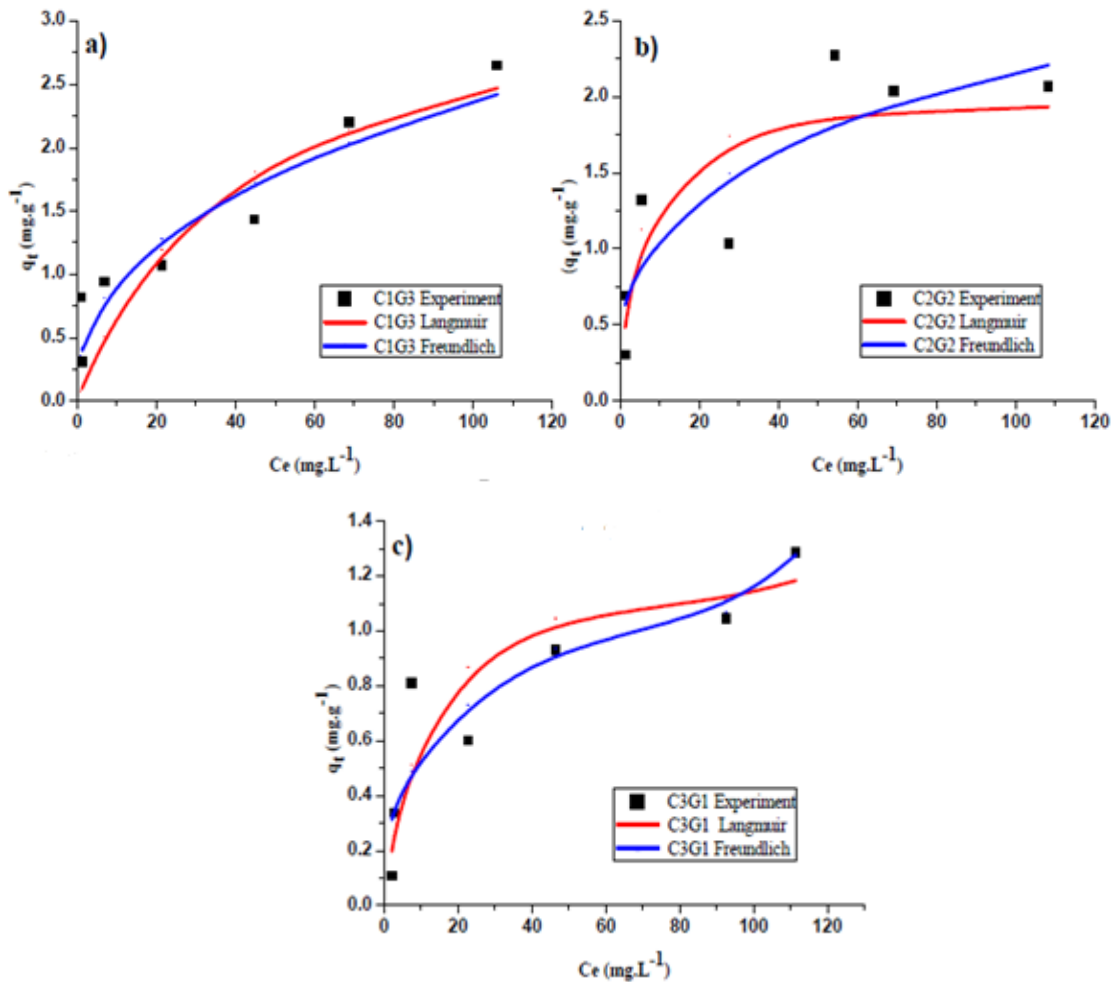 a)
3.0
2.5
2.0
1.5
1.0
0.5
0.0
qt (mg.g-1)
C1G3 Experiment
C1G3 Langmuir
C1G3 Freundlich
0 20 40 60 80 100 120
Ce (mg.L-1)
b)
2.5
2.0
1.5
1.0
0.5
0.0
(qt (mg.g-1)
C2G2 Experiment
C2G2 Langmuir
C2G2 Freundlich
0 20 40 60 80 100 120
Ce (mg.L-1)
c)
1.4
1.2
1.0
0.8
0.6
0.4
0.2
0.0
qt (mg.g-1)
C3G1 Experiment
C3G1 Langmuir
C3G1 Freundlich
0 20 40 60 80 100 120
Ce (mg.L-1)